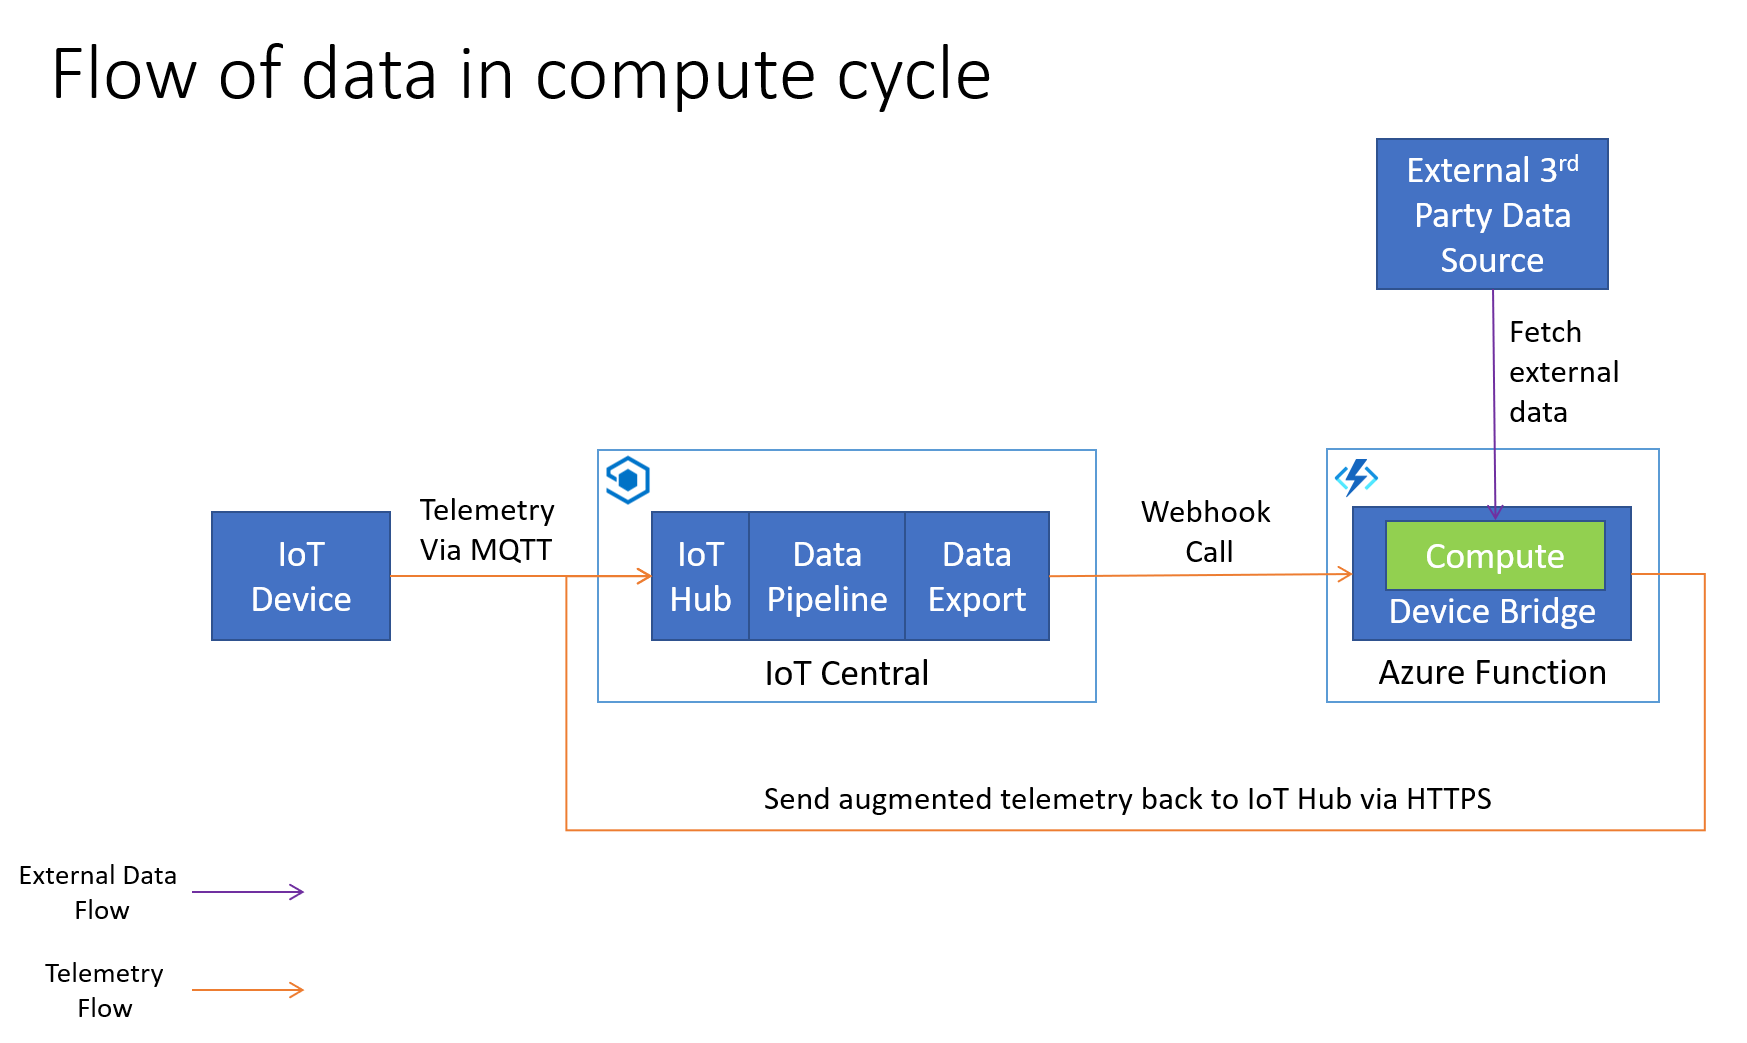 Flow of data in compute cycle
External 3rd
Party Data
Source
Fetch
external
data
Telemetry
Via MQTT
Webhook
Call
IoT
Device
IoT
Hub
Data
Pipeline
Data
Export
IoT Central
Compute
Device Bridge
Azure Function
Send augmented telemetry back to IoT Hub via HTTPS
External Data
Flow
Telemetry
Flow